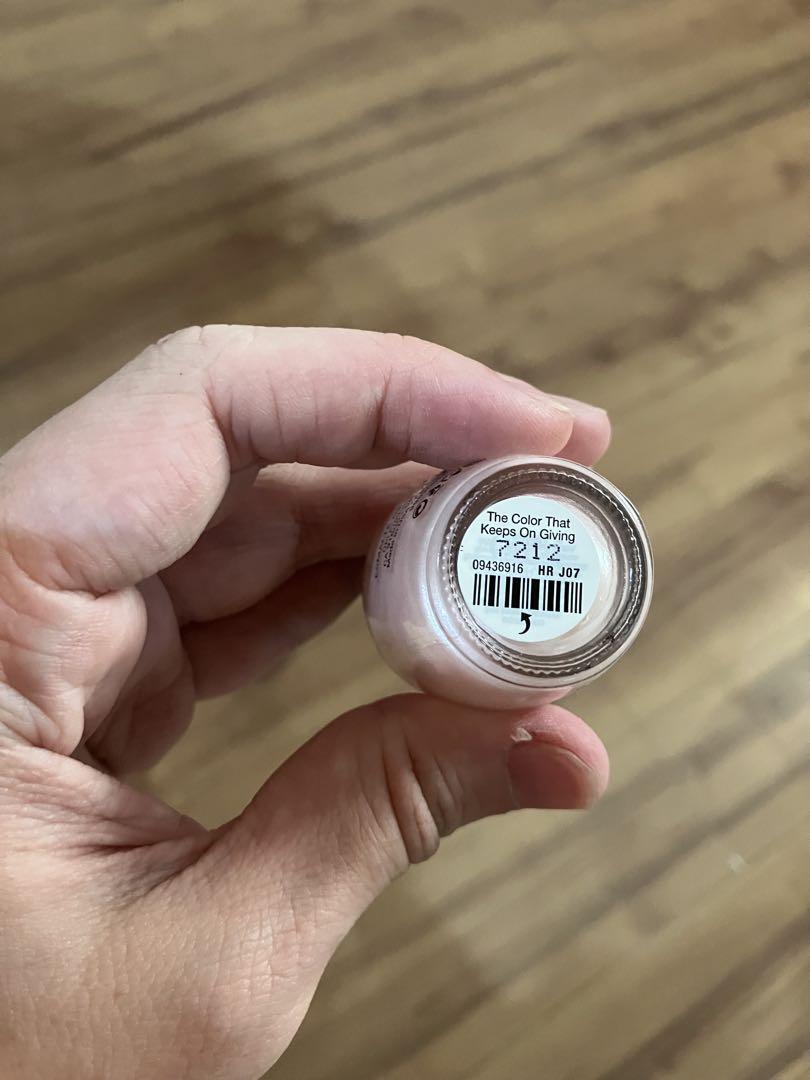 The Color That
Keeps On Giving
7212
09436916 HR J07